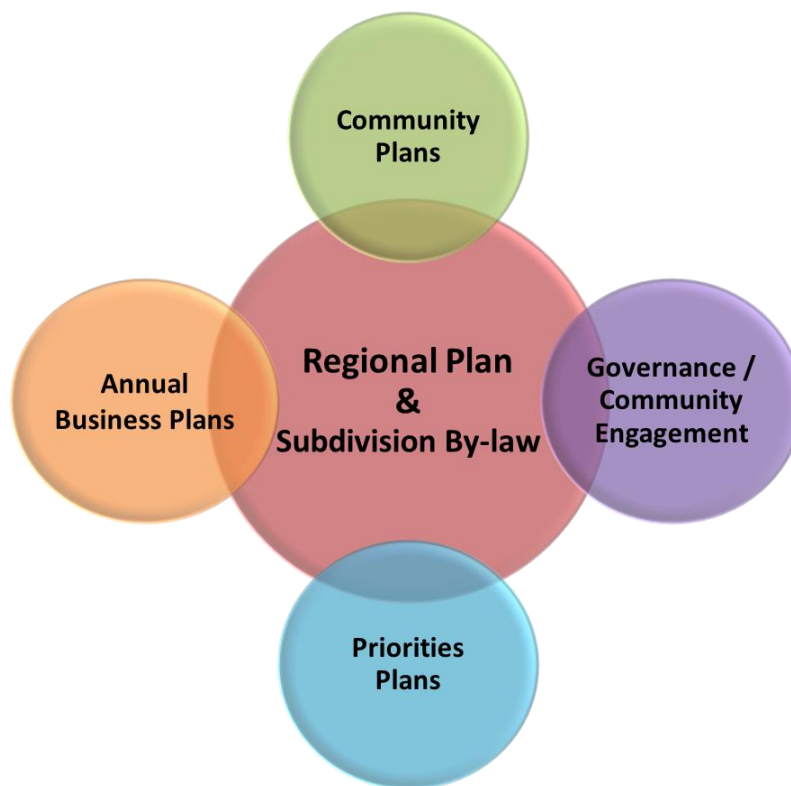 Community
Plans
Annual
Business Plans
Regional Plan
&
Subdivision By-law
Governance /
Community
Engagement
Priorities
Plans